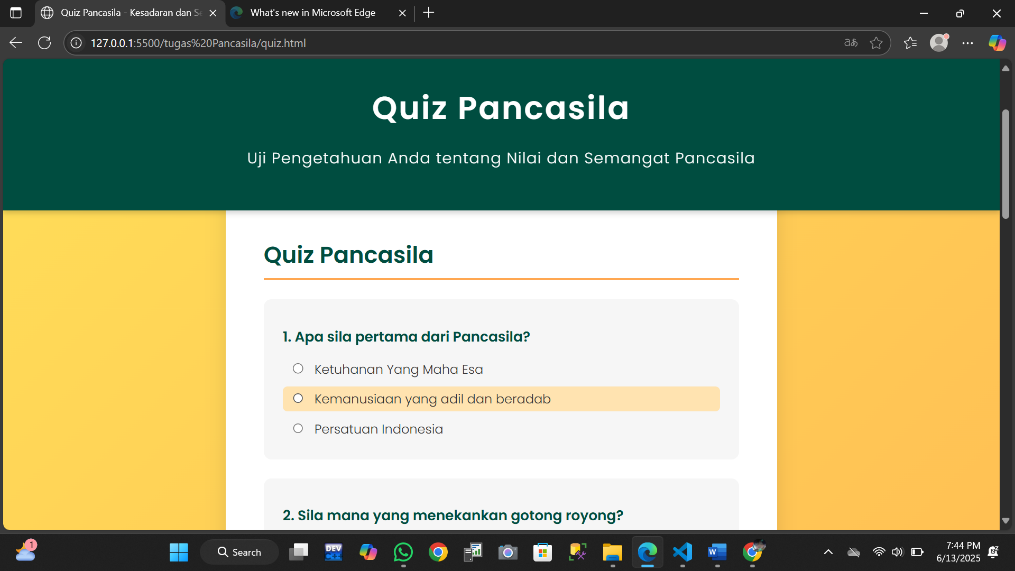 Quiz Pancasila - Kesadaran dan Se
What's new in Microsoft Edge
127.0.0.1:5500/tugas%20Pancasila/quiz.html
Quiz Pancasila
Uji Pengetahuan Anda tentang Nilai dan Semangat Pancasila
Quiz Pancasila
1. Apa sila pertama dari Pancasila?
Ketuhanan Yang Maha Esa
Kemanusiaan yang adil dan beradab
Persatuan Indonesia
2. Sila mana yang menekankan gotong royong?
1
Search
DEV
7:44 PM
6/13/2025